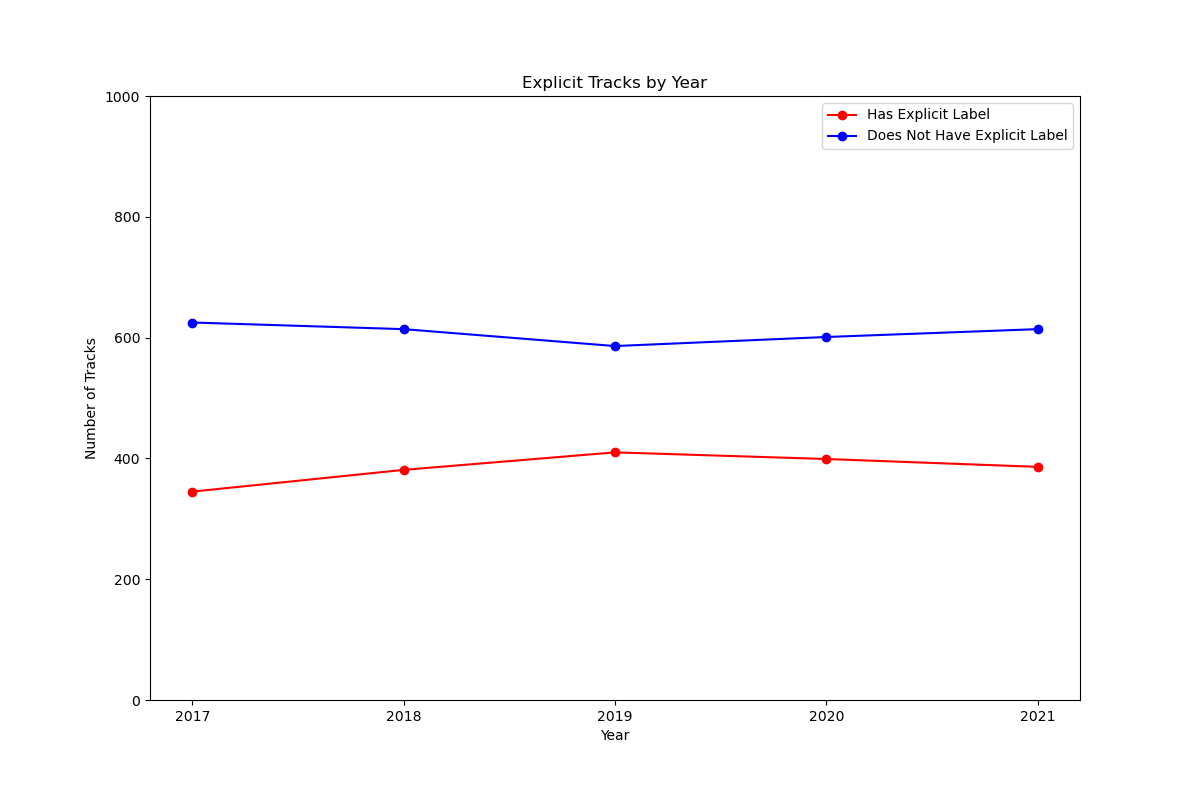 Explicit Tracks by Year
Has Explicit Label
Does Not Have Explicit Label
Number of Tracks
1000
800
600
400
200
0
2017 2018 2019 2020 2021
Year